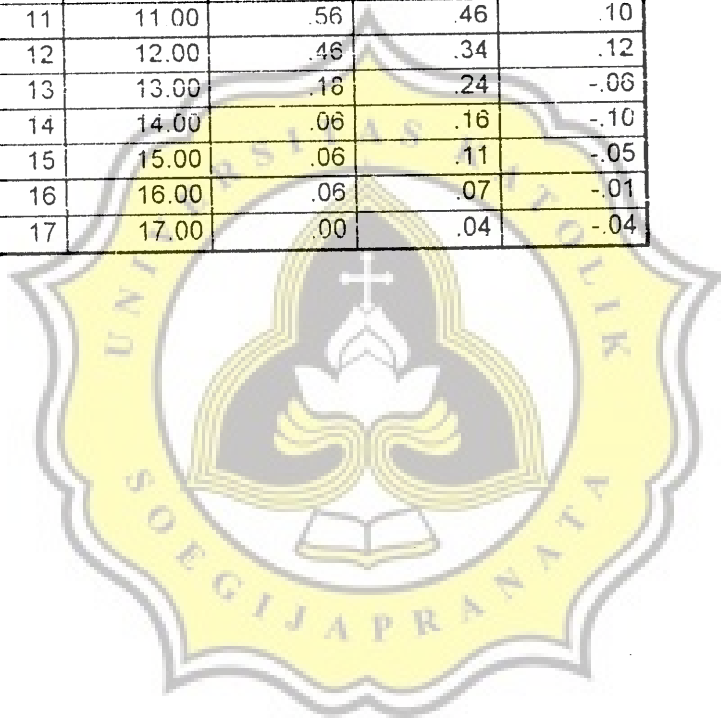 11 11.00 .56 .46 .10
12 12.00 .46 .34 .12
13 13.00 .18 .24 -.06
14 14.00 .06 .16 -.10
15 15.00 .06 .11 -.05
16 16.00 .06 .07 -.01
17 17.00 .00 .04 -.04
UNIVERSITAS KATOLIK
SOEGIJAPRANATA